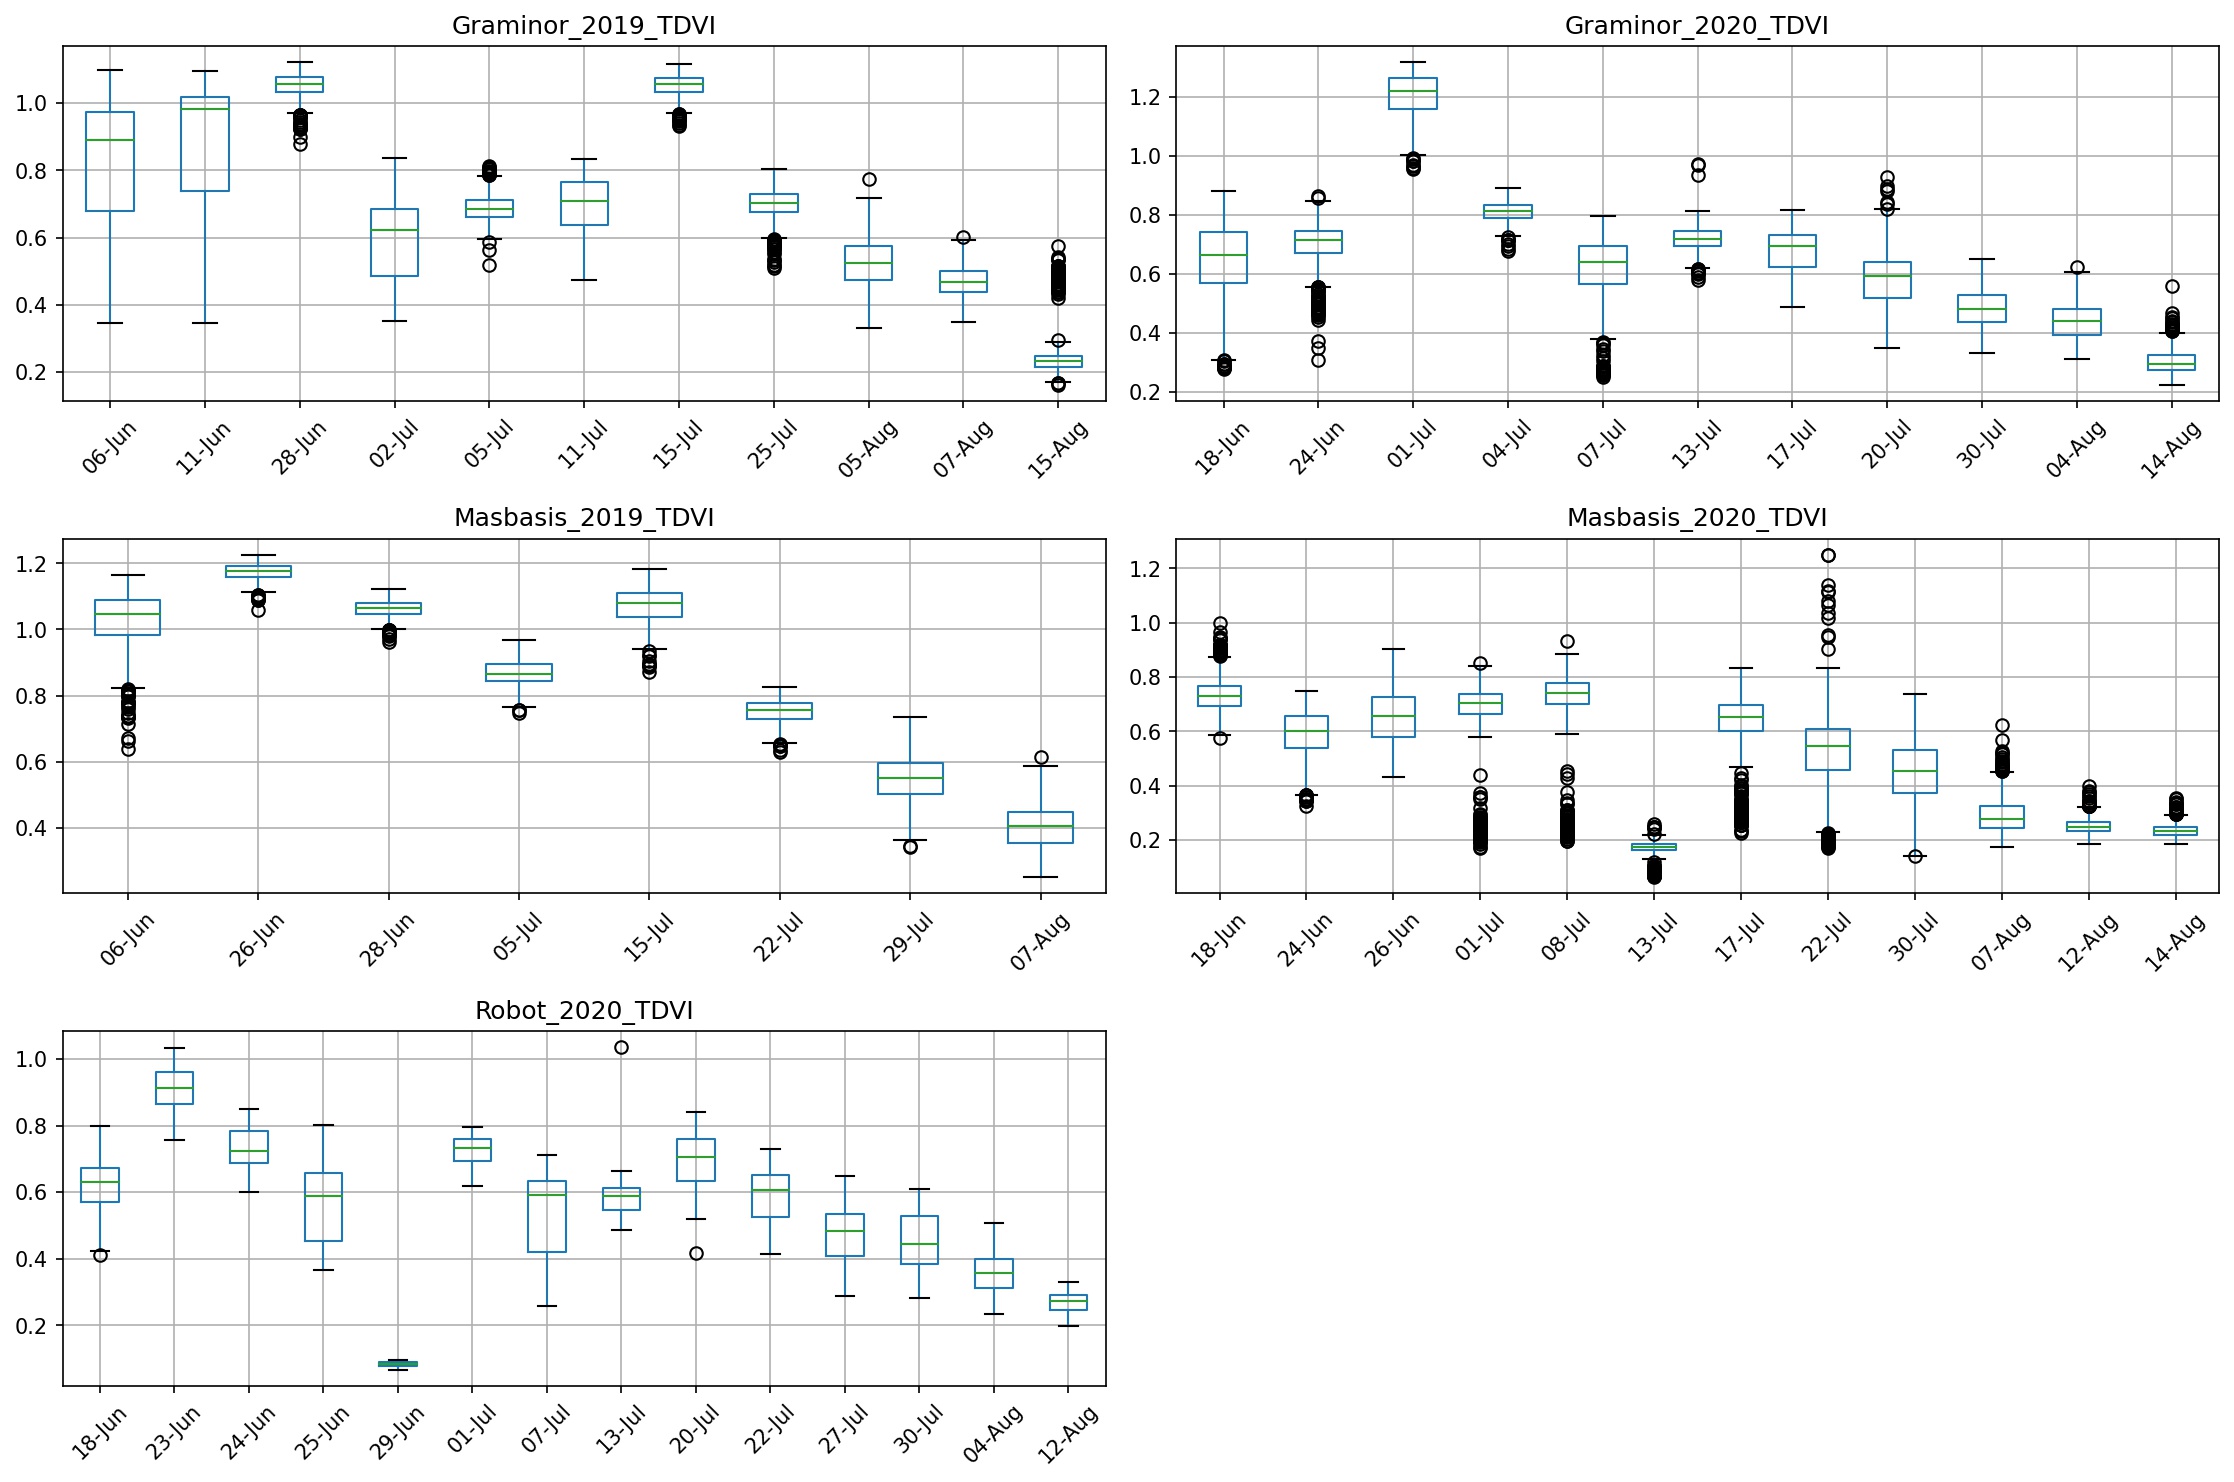 Graminor_2019_TDVI
1.0
0.8
0.6
0.4
0.2
06-Jun 11-Jun 28-Jun 02-Jul 05-Jul 11-Jul 15-Jul 25-Jul 05-Aug 07-Aug 15-Aug
Graminor_2020_TDVI
1.2
1.0
0.8
0.6
0.4
0.2
18-Jun 24-Jun 01-Jul 04-Jul 07-Jul 13-Jul 17-Jul 20-Jul 30-Jul 04-Aug 14-Aug
Masbasis_2019_TDVI
1.2
1.0
0.8
0.6
0.4
06-Jun 26-Jun 28-Jun 05-Jul 15-Jul 22-Jul 29-Jul 07-Aug
Masbasis_2020_TDVI
1.2
1.0
0.8
0.6
0.4
0.2
18-Jun 24-Jun 26-Jun 01-Jul 08-Jul 13-Jul 17-Jul 22-Jul 30-Jul 07-Aug 12-Aug 14-Aug
Robot_2020_TDVI
1.0
0.8
0.6
0.4
0.2
18-Jun 23-Jun 24-Jun 25-Jun 29-Jun 01-Jul 07-Jul 13-Jul 20-Jul 22-Jul 27-Jul 30-Jul 04-Aug 12-Aug